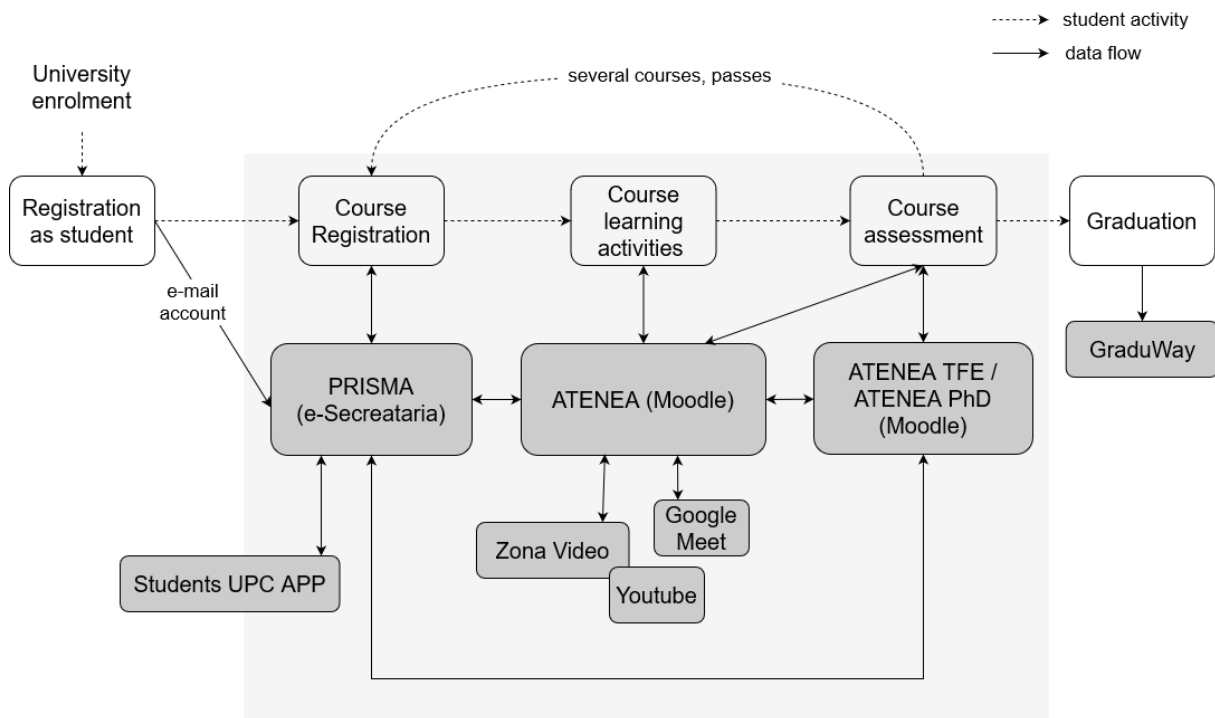 student activity
data flow
University
enrolment
several courses, passes
Registration
as student
Course
Registration
Course
learning
activities
Course
assessment
Graduation
e-mail
account
PRISMA
(e-Secreataria)
ATENEA (Moodle)
ATENEA TFE /
ATENEA PhD
(Moodle)
GraduWay
Google
Meet
Zona Video
Students UPC APP
Youtube